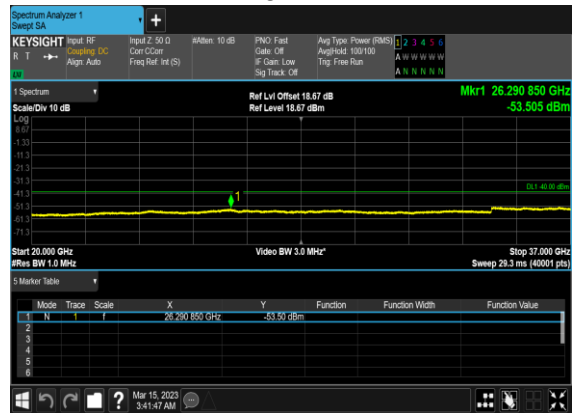 Spectrum Analyzer 1
Swept SA
KEYSIGHT Input: RF Input Z: 50 Ω #Atten: 10 dB PNO: Fast Avg Type: Power (RMS) 1 2 3 4 5 6
R T Coupling: DC Corr CCorr Gate: Off Avg|Hold: 100/100 A W W W W W
Align: Auto Freq Ref: Int (S) IF Gain: Low Trig: Free Run A N N N N N
LW Sig Track: Off
1 Spectrum Ref Lvl Offset 18.67 dB Mkr1 26.290 850 GHz
Scale/Div 10 dB Ref Level 18.67 dBm -53.505 dBm
Log
8.67
-1.33
-11.3
-21.3
-31.3
DL1 -40.00 dBm
-41.3
1
-51.3
-61.3
-71.3
Start 20.000 GHz Video BW 3.0 MHz* Stop 37.000 GHz
#Res BW 1.0 MHz Sweep 29.3 ms (40001 pts)
5 Marker Table
Mode Trace Scale X Y Function Function Width Function Value
1 N 1 f 26.290 850 GHz -53.50 dBm
2
3
4
5
6
? Mar 15, 2023
3:41:47 AM